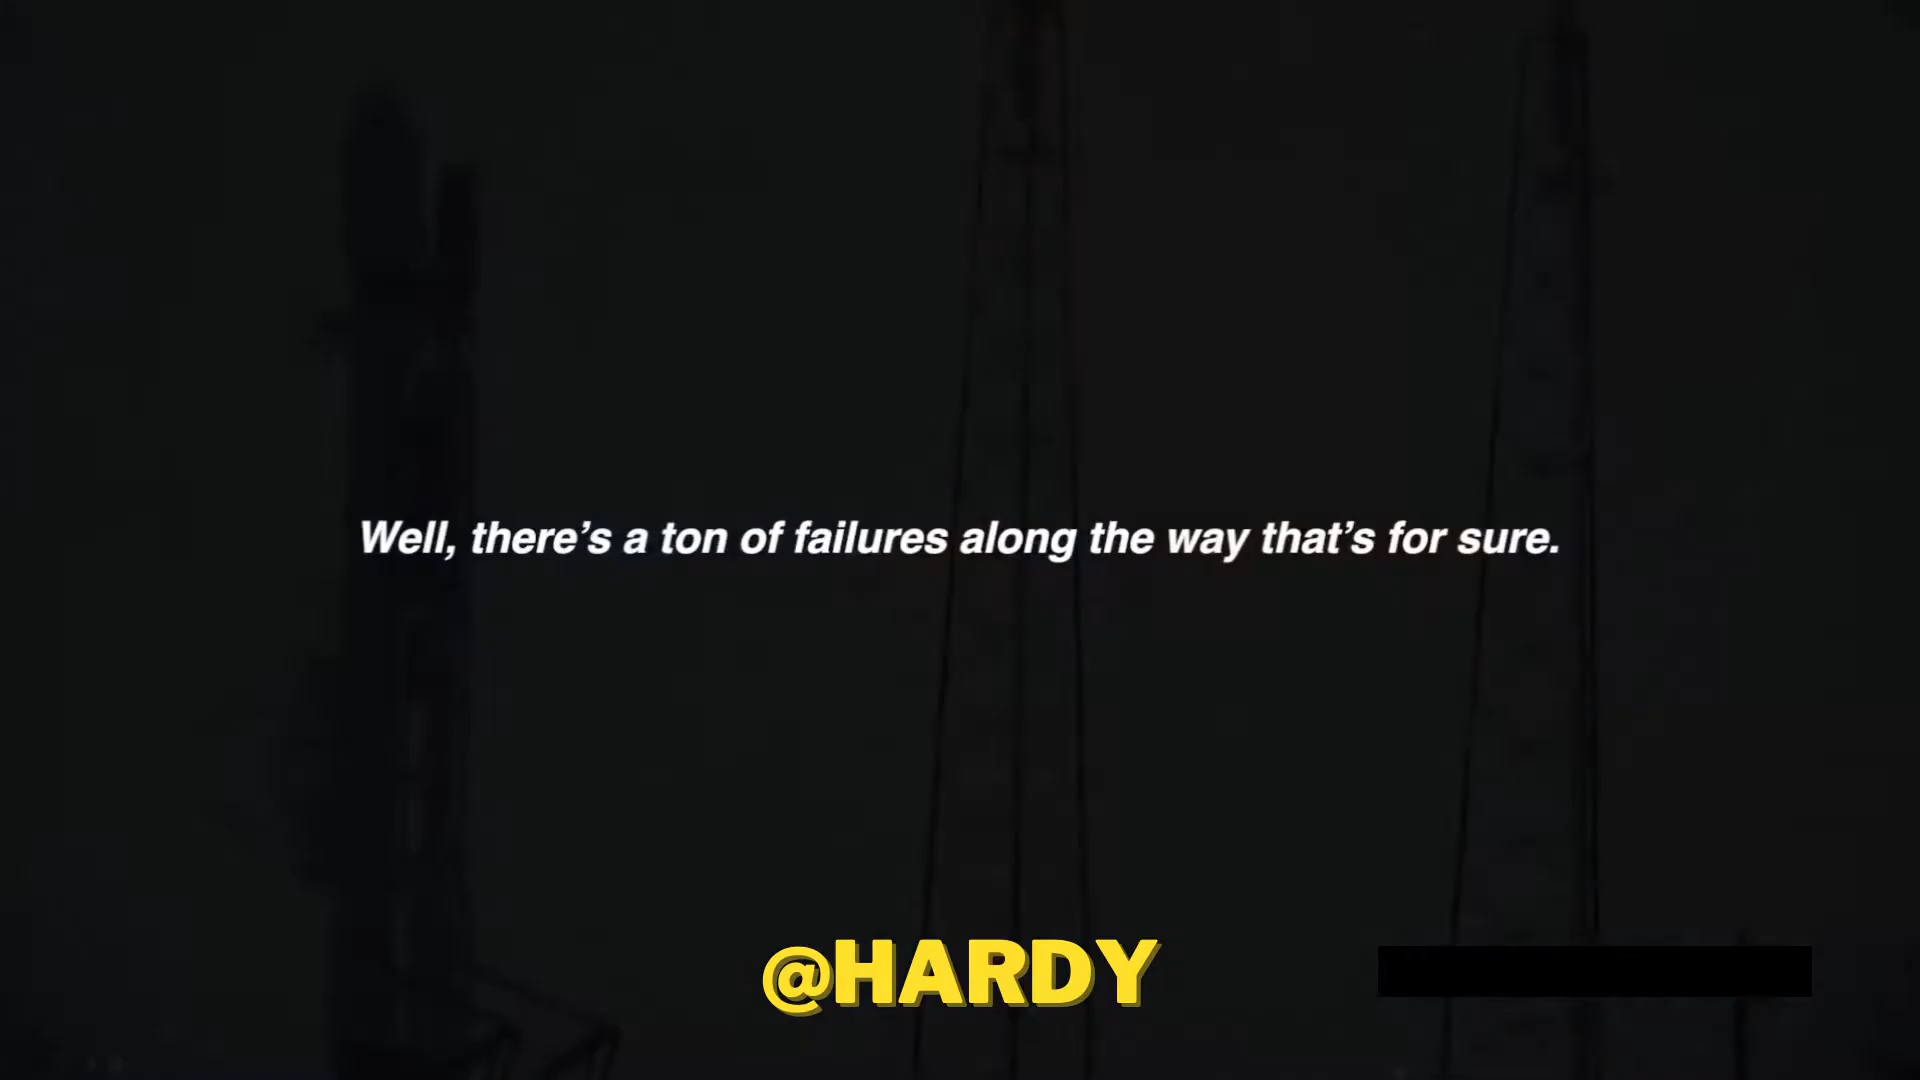 Well, there’s a ton of failures along the way that’s for sure.
@HARDY